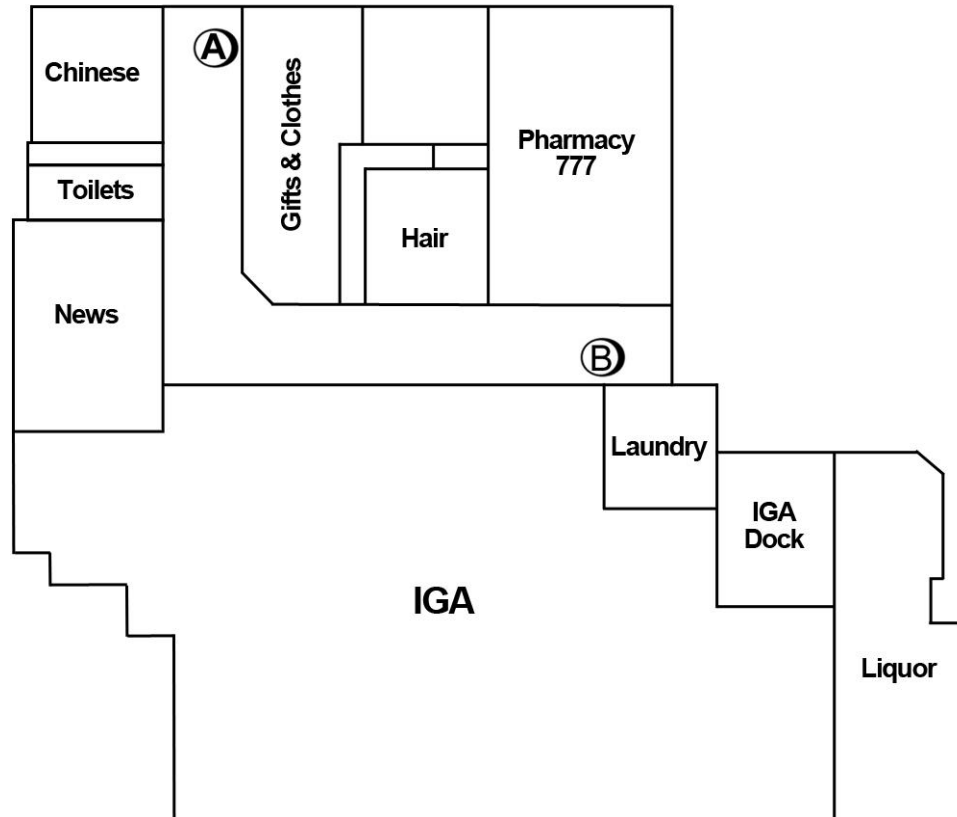 A
Chinese
Gifts & Clothes
Pharmacy
777
Toilets
Hair
News
B
Laundry
IGA
Dock
IGA
Liquor